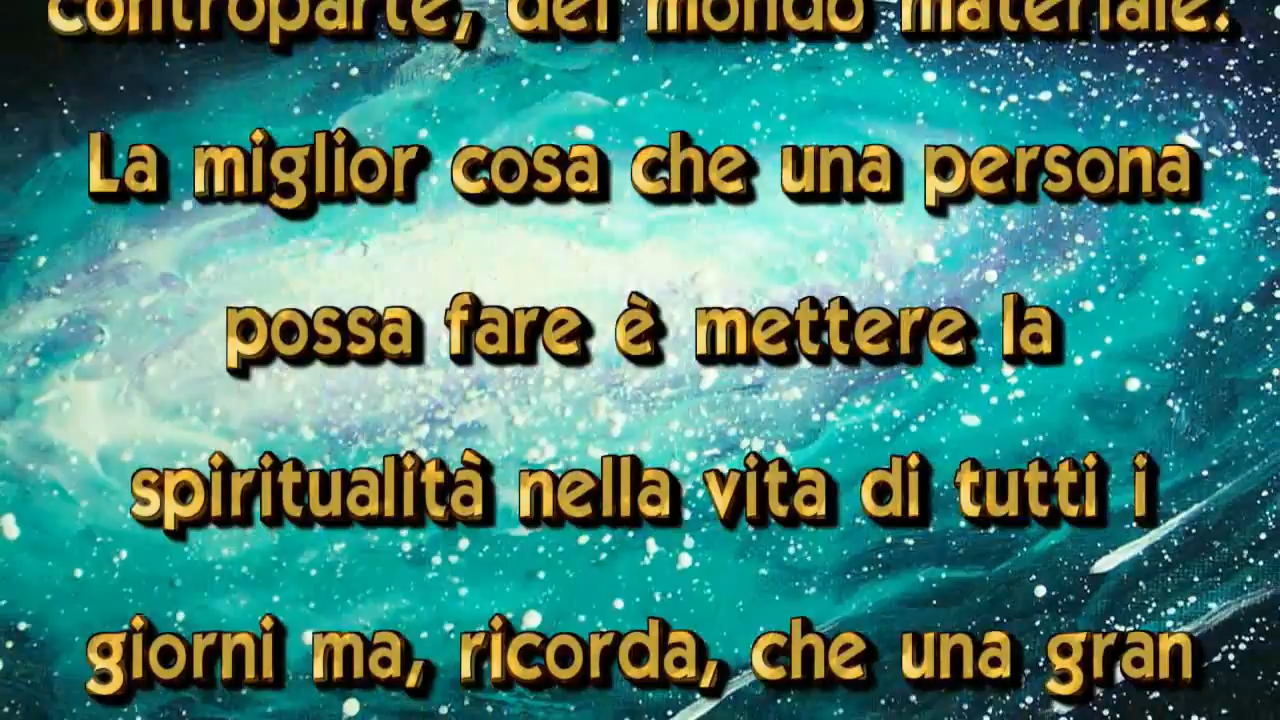 controparte, del mondo materiale.
La miglior cosa che una persona
possa fare è mettere la
spiritualità nella vita di tutti i
giorni ma, ricorda, che una gran